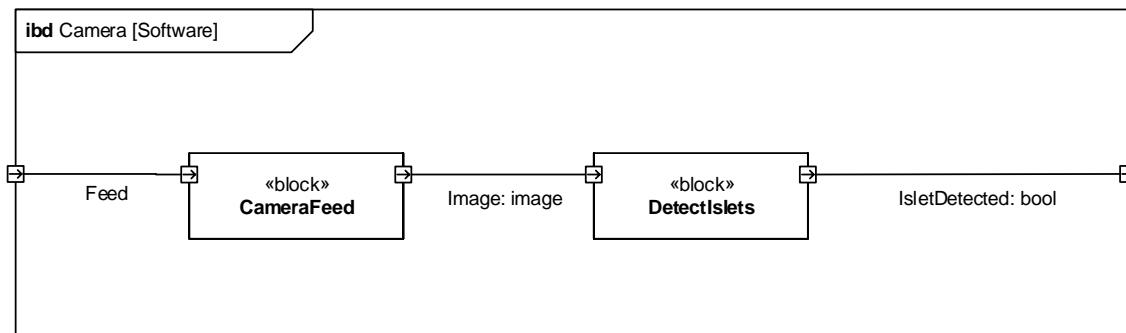 ibd Camera [Software]
«block»
CameraFeed
«block»
DetectIslets
Feed
Image: image
IsletDetected: bool